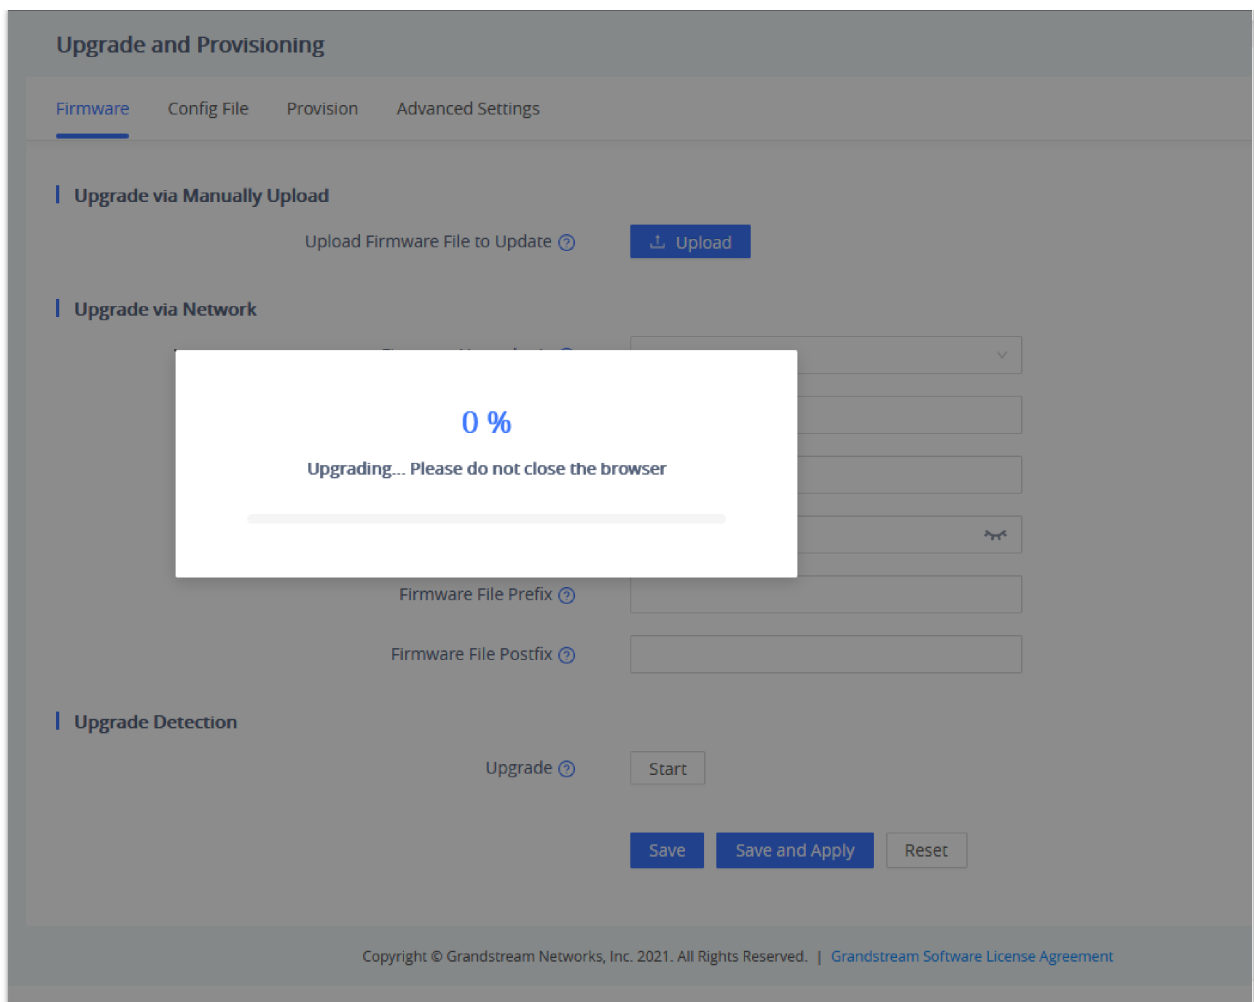 Upgrade and Provisioning
Firmware Config File Provision Advanced Settings
Upgrade via Manually Upload
Upload Firmware File to Update Upload
Upgrade via Network
0 %
Upgrading... Please do not close the browser
Firmware File Prefix
Firmware File Postfix
Upgrade Detection
Upgrade Start
Save Save and Apply Reset
Copyright © Grandstream Networks, Inc. 2021. All Rights Reserved. | Grandstream Software License Agreement